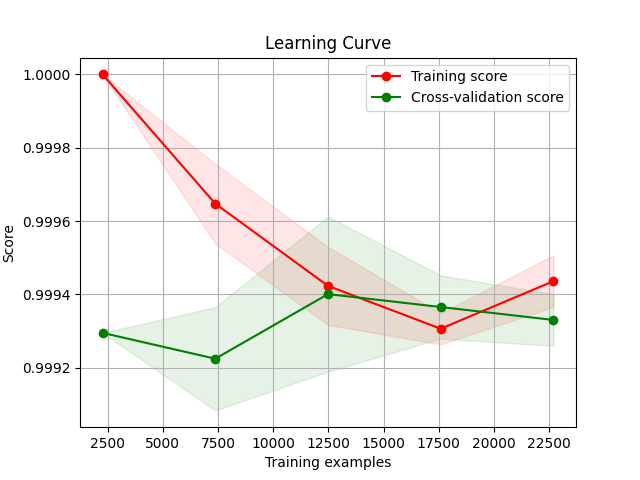 Learning Curve
1.0000
0.9998
0.9996
0.9994
0.9992
Score
Training score
Cross-validation score
2500 5000 7500 10000 12500 15000 17500 20000 22500
Training examples